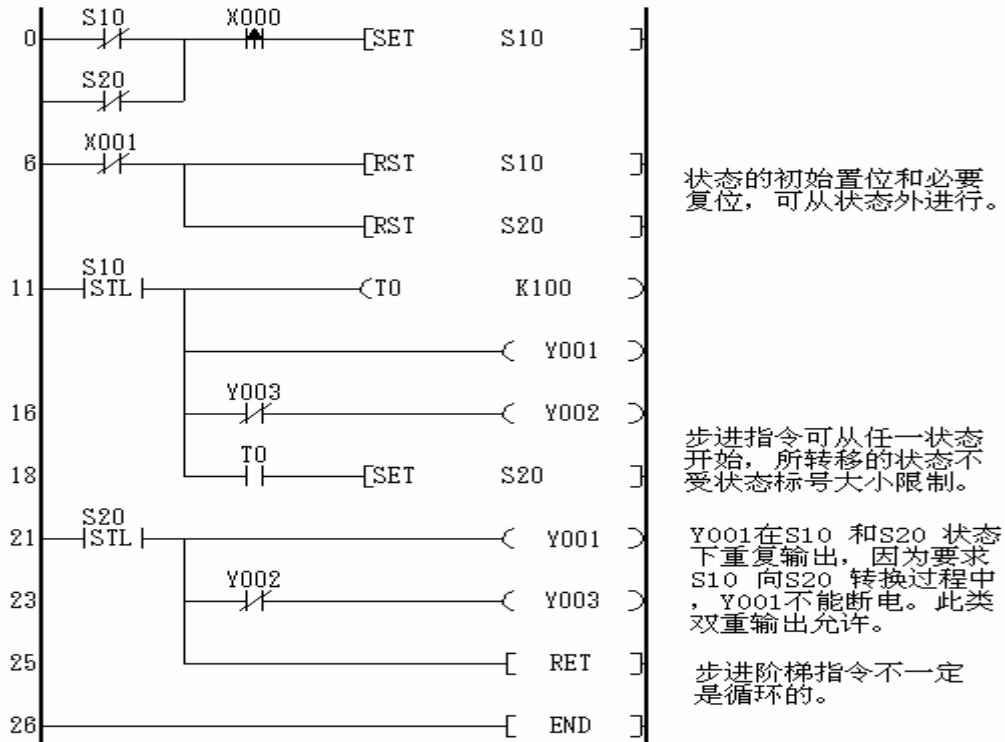 S10 X000
0 [SET S10 ]
S20
X001
6 [RST S10 ]
状态的初始置位和必要
复位，可从状态外进行。
[RST S20 ]
S10
11 STL (T0 K100 )
( Y001 )
Y003
16 ( Y002 )
步进指令可从任一状态
开始，所转移的状态不
受状态标号大小限制。
T0
18 [SET S20 ]
S20
21 STL ( Y001 )
Y001在S10 和S20 状态
下重复输出，因为要求
S10 向S20 转换过程中
，Y001不能断电。此类
双重输出允许。
Y002
23 ( Y003 )
25 [ RET ]
步进阶梯指令不一定
是循环的。
26 [ END ]